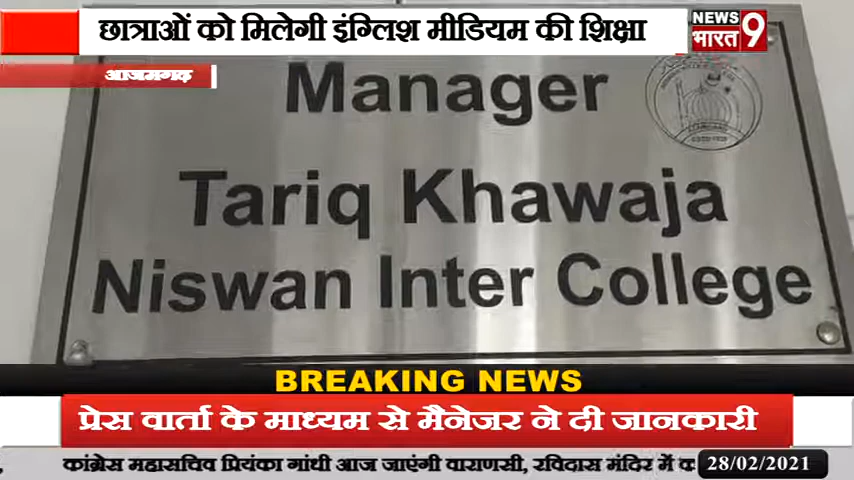 छात्राओं को मिलेगी इंग्लिश मीडियम की शिक्षा
NEWS
भारत 9
आजमगढ़
Manager
Tariq Khawaja
Niswan Inter College
BREAKING NEWS
प्रेस वार्ता के माध्यम से मैनेजर ने दी जानकारी
कांग्रेस महासचिव प्रियंका गांधी आज जाएंगी वाराणसी, रविदास मंदिर में
28/02/2021